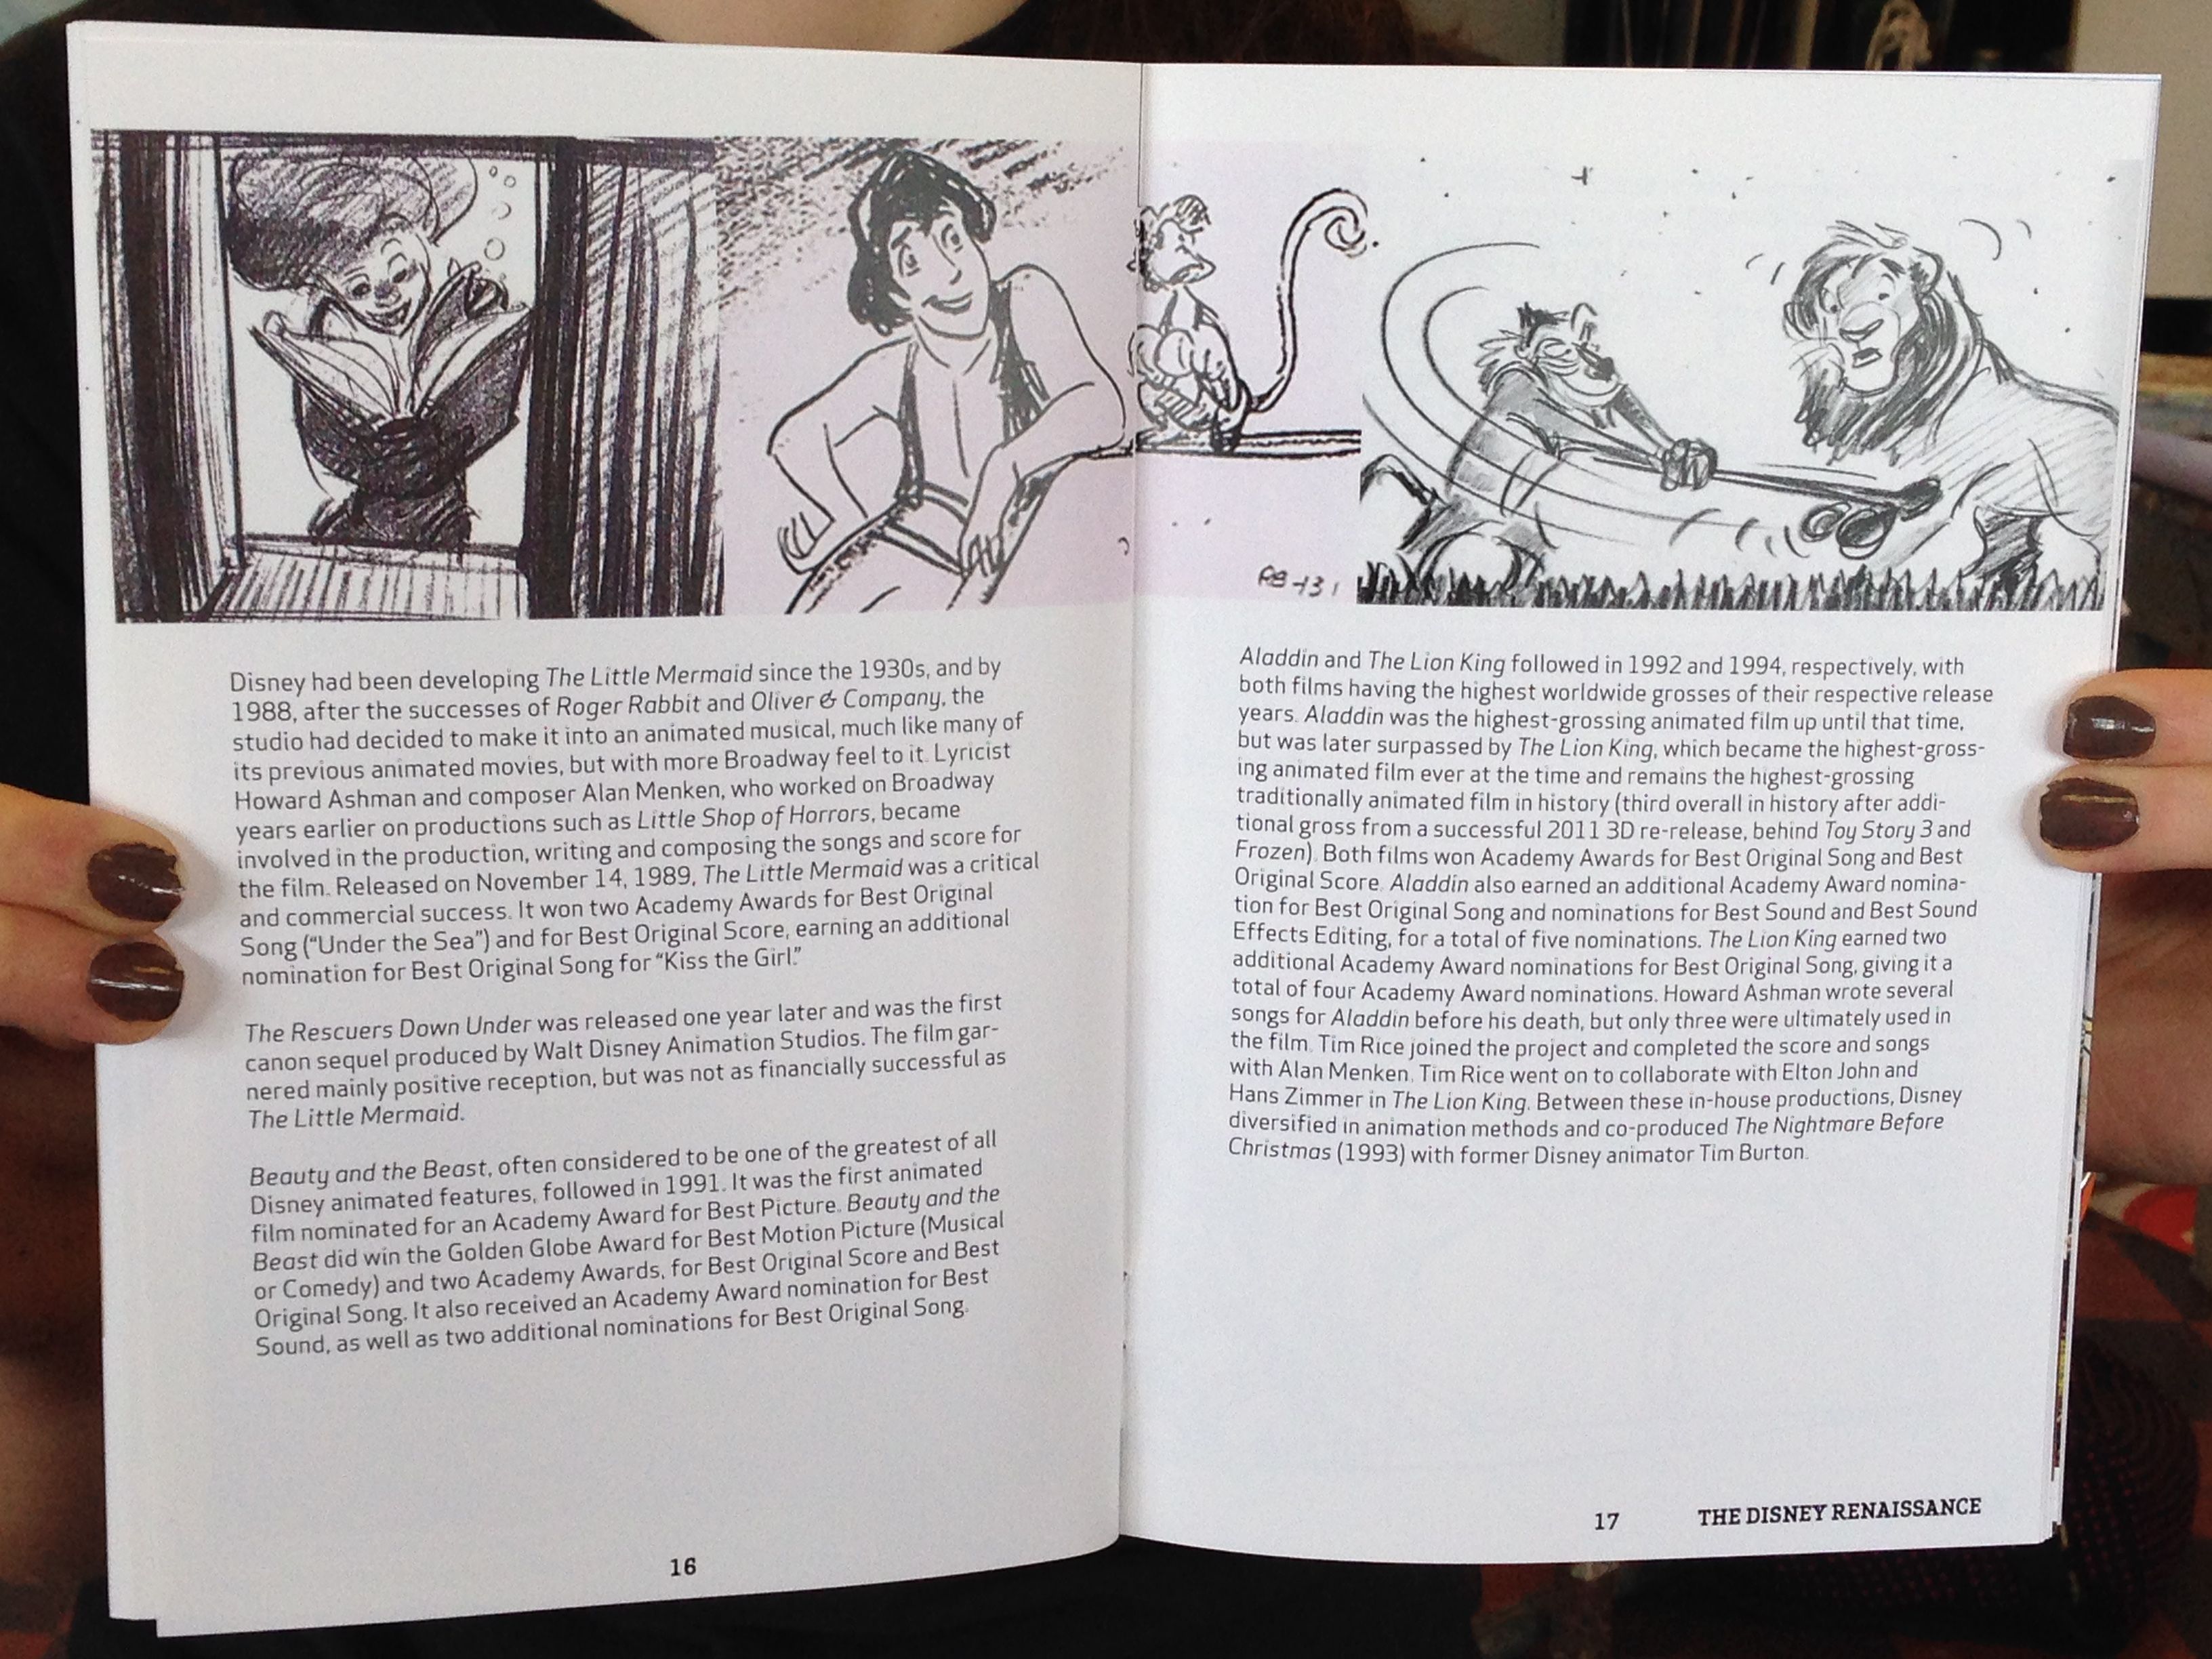 RB-131
Disney had been developing The Little Mermaid since the 1930s, and by
1988, after the successes of Roger Rabbit and Oliver & Company, the
studio had decided to make it into an animated musical, much like many of
its previous animated movies, but with more Broadway feel to it. Lyricist
Howard Ashman and composer Alan Menken, who worked on Broadway
years earlier on productions such as Little Shop of Horrors, became
involved in the production, writing and composing the songs and score for
the film. Released on November 14, 1989, The Little Mermaid was a critical
and commercial success. It won two Academy Awards for Best Original
Song (“Under the Sea”) and for Best Original Score, earning an additional
nomination for Best Original Song for “Kiss the Girl.”
The Rescuers Down Under was released one year later and was the first
canon sequel produced by Walt Disney Animation Studios. The film gar-
nered mainly positive reception, but was not as financially successful as
The Little Mermaid.
Beauty and the Beast, often considered to be one of the greatest of all
Disney animated features, followed in 1991. It was the first animated
film nominated for an Academy Award for Best Picture. Beauty and the
Beast did win the Golden Globe Award for Best Motion Picture (Musical
or Comedy) and two Academy Awards, for Best Original Score and Best
Original Song. It also received an Academy Award nomination for Best
Sound, as well as two additional nominations for Best Original Song.
16
Aladdin and The Lion King followed in 1992 and 1994, respectively, with
both films having the highest worldwide grosses of their respective release
years. Aladdin was the highest-grossing animated film up until that time,
but was later surpassed by The Lion King, which became the highest-gross-
ing animated film ever at the time and remains the highest-grossing
traditionally animated film in history (third overall in history after addi-
tional gross from a successful 2011 3D re-release, behind Toy Story 3 and
Frozen). Both films won Academy Awards for Best Original Song and Best
Original Score. Aladdin also earned an additional Academy Award nomina-
tion for Best Original Song and nominations for Best Sound and Best Sound
Effects Editing, for a total of five nominations. The Lion King earned two
additional Academy Award nominations for Best Original Song, giving it a
total of four Academy Award nominations. Howard Ashman wrote several
songs for Aladdin before his death, but only three were ultimately used in
the film. Tim Rice joined the project and completed the score and songs
with Alan Menken. Tim Rice went on to collaborate with Elton John and
Hans Zimmer in The Lion King. Between these in-house productions, Disney
diversified in animation methods and co-produced The Nightmare Before
Christmas (1993) with former Disney animator Tim Burton.
17 THE DISNEY RENAISSANCE